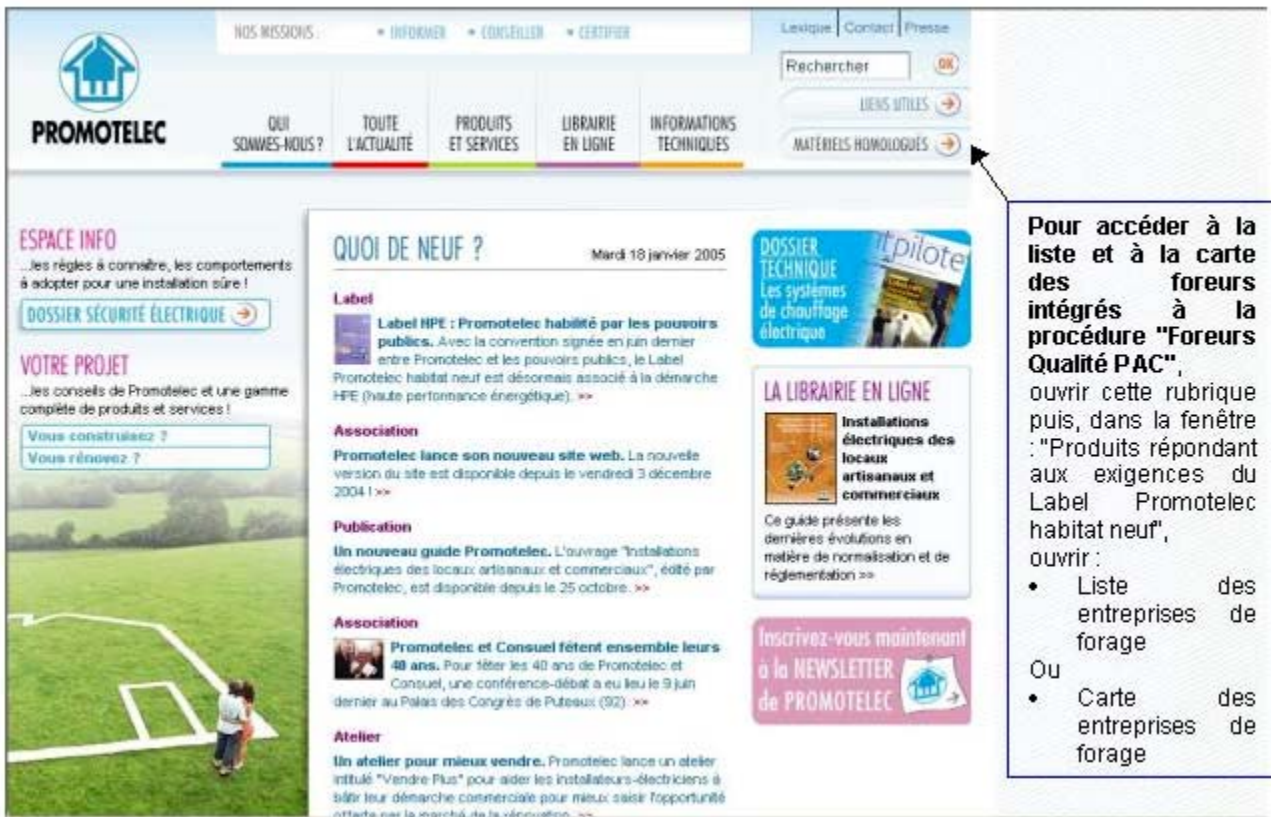 NOS MISSIONS : • INFORMER • CONSEILLER • CERTIFIER
Lexique Contact Presse
Rechercher OK
LIENS UTILES
MATÉRIELS HOMOLOGUÉS
PROMOTELEC
QUI
SOMMES-NOUS ?
TOUTE
L'ACTUALITÉ
PRODUITS
ET SERVICES
LIBRAIRIE
EN LIGNE
INFORMATIONS
TECHNIQUES
ESPACE INFO
...les règles à connaître, les comportements
à adopter pour une installation sûre !
DOSSIER SÉCURITÉ ÉLECTRIQUE
VOTRE PROJET
...les conseils de Promotelec et une gamme
complète de produits et services !
Vous construisez ?
Vous rénovez ?
QUOI DE NEUF ?
Mardi 18 janvier 2005
Label
Label HPE : Promotelec habilité par les pouvoirs
publics. Avec la convention signée en juin dernier
entre Promotelec et les pouvoirs publics, le Label
Promotelec habitat neuf est désormais associé à la démarche
HPE (haute performance énergétique). >>
Association
Promotelec lance son nouveau site web. La nouvelle
version du site est disponible depuis le vendredi 3 décembre
2004 ! >>
Publication
Un nouveau guide Promotelec. L'ouvrage "Installations
électriques des locaux artisanaux et commerciaux", édité par
Promotelec, est disponible depuis le 25 octobre. >>
Association
Promotelec et Consuel fêtent ensemble leurs
40 ans. Pour fêter les 40 ans de Promotelec et
Consuel, une conférence-débat a eu lieu le 9 juin
dernier au Palais des Congrès de Puteaux (92). >>
Atelier
Un atelier pour mieux vendre. Promotelec lance un atelier
intitulé "Vendre Plus" pour aider les installateurs-électriciens à
bâtir leur démarche commerciale pour mieux saisir l'opportunité
offerte par le marché de la rénovation. >>
DOSSIER
TECHNIQUE
Les systèmes
de chauffage
électrique
pilote
LA LIBRAIRIE EN LIGNE
Installations
électriques des
locaux
artisanaux et
commerciaux
Ce guide présente les
dernières évolutions en
matière de normalisation et de
réglementation >>
Inscrivez-vous maintenant
à la NEWSLETTER
de PROMOTELEC
Pour accéder à la
liste et à la carte
des foreurs
intégrés à la
procédure "Foreurs
Qualité PAC",
ouvrir cette rubrique
puis, dans la fenêtre
: "Produits répondant
aux exigences du
Label Promotelec
habitat neuf",
ouvrir :
• Liste des
entreprises de
forage
Ou
• Carte des
entreprises de
forage